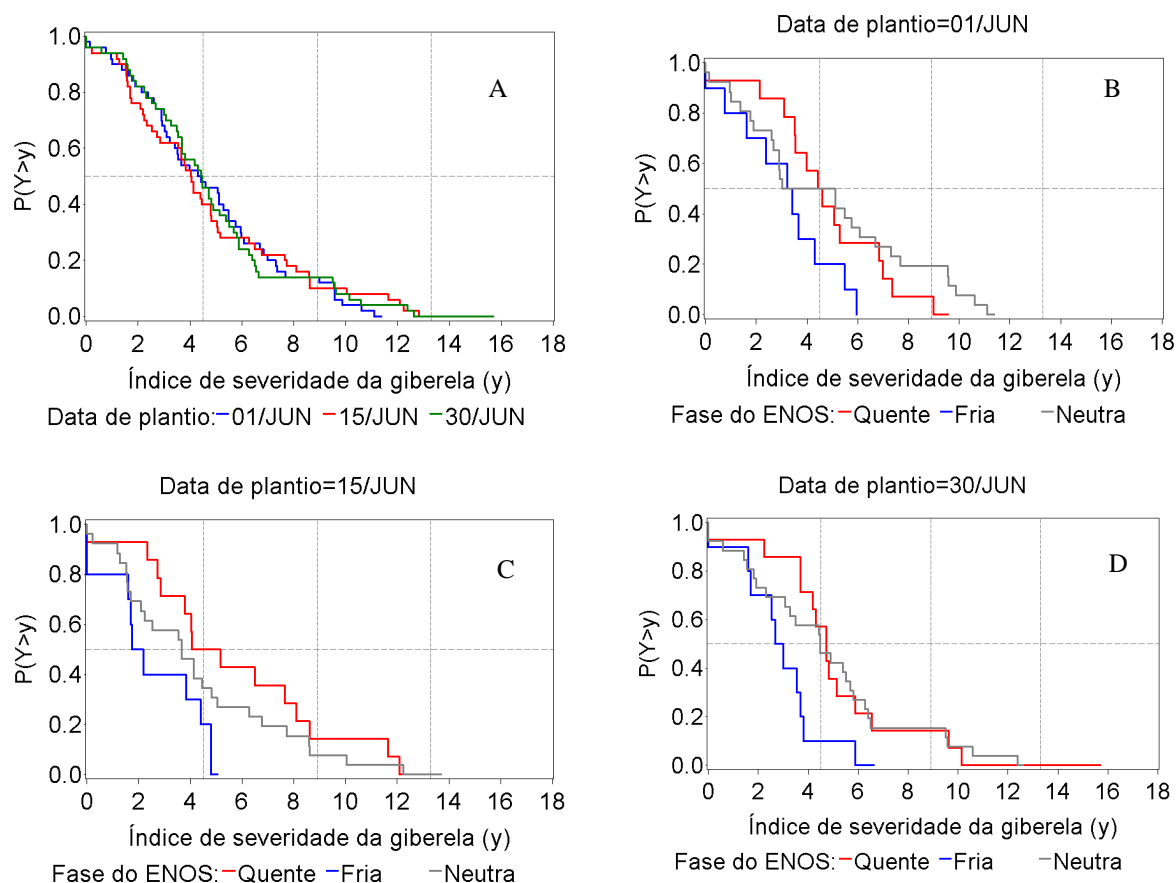 A
1.0
0.8
0.6
0.4
0.2
0.0
P(Y>y)
0 2 4 6 8 10 12 14 16 18
Índice de severidade da giberela (y)
Data de plantio: 01/JUN 15/JUN 30/JUN
Data de plantio=01/JUN
B
1.0
0.8
0.6
0.4
0.2
0.0
P(Y>y)
0 2 4 6 8 10 12 14 16 18
Índice de severidade da giberela (y)
Fase do ENOS: Quente Fria Neutra
Data de plantio=15/JUN
C
1.0
0.8
0.6
0.4
0.2
0.0
P(Y>y)
0 2 4 6 8 10 12 14 16 18
Índice de severidade da giberela (y)
Fase do ENOS: Quente Fria Neutra
Data de plantio=30/JUN
D
1.0
0.8
0.6
0.4
0.2
0.0
P(Y>y)
0 2 4 6 8 10 12 14 16 18
Índice de severidade da giberela (y)
Fase do ENOS: Quente Fria Neutra